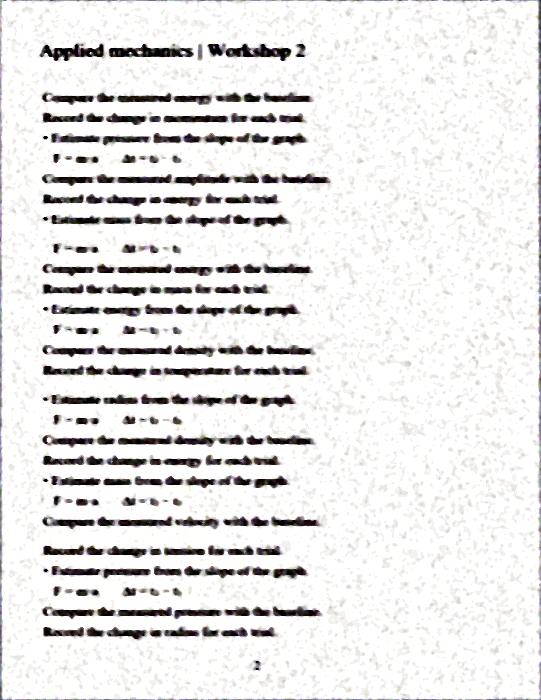 Applied mechanics | Workshop 2
Compare the measured energy with the baseline.
Record the change in momentum for each trial.
• Estimate pressure from the slope of the graph.
F = m·a Δt = t₂ − t₁
Compare the measured amplitude with the baseline.
Record the change in energy for each trial.
• Estimate mass from the slope of the graph.
F = m·a Δt = t₂ − t₁
Compare the measured energy with the baseline.
Record the change in mass for each trial.
• Estimate energy from the slope of the graph.
F = m·a Δt = t₂ − t₁
Compare the measured density with the baseline.
Record the change in temperature for each trial.
• Estimate radius from the slope of the graph.
F = m·a Δt = t₂ − t₁
Compare the measured density with the baseline.
Record the change in energy for each trial.
• Estimate mass from the slope of the graph.
F = m·a Δt = t₂ − t₁
Compare the measured velocity with the baseline.
Record the change in tension for each trial.
• Estimate pressure from the slope of the graph.
F = m·a Δt = t₂ − t₁
Compare the measured pressure with the baseline.
Record the change in radius for each trial.
2